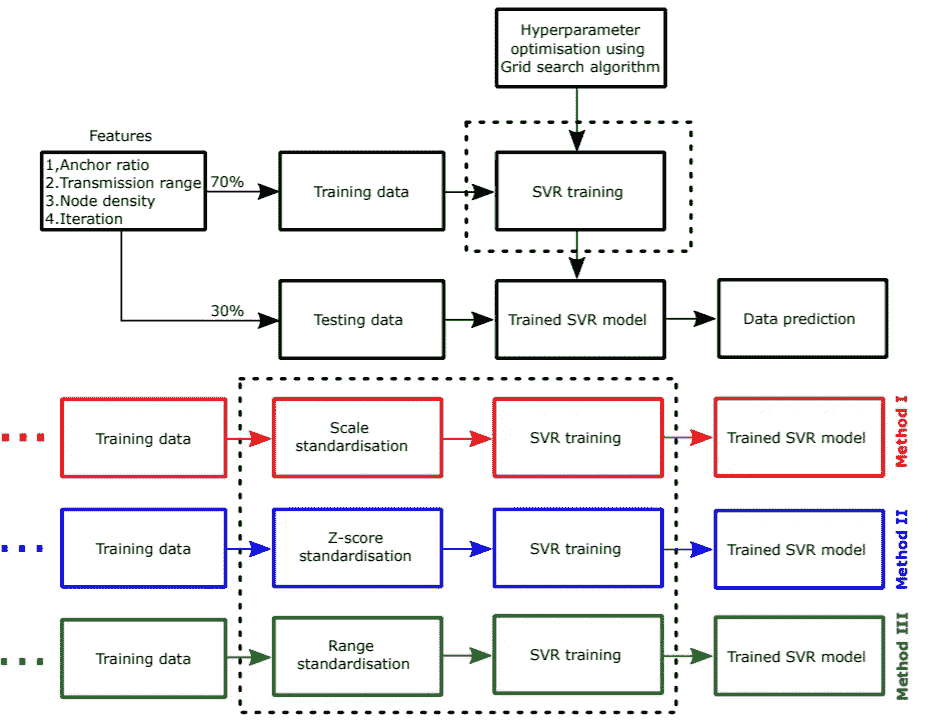 Hyperparameter
optimisation using
Grid search algorithm
Features
1,Anchor ratio
2.Transmission range
3.Node density
4.Iteration
70%
Training data
SVR training
30%
Testing data
Trained SVR model
Data prediction
Training data
Scale
standardisation
SVR training
Trained SVR model
Method I
Training data
Z-score
standardisation
SVR training
Trained SVR model
Method II
Training data
Range
standardisation
SVR training
Trained SVR model
Method III